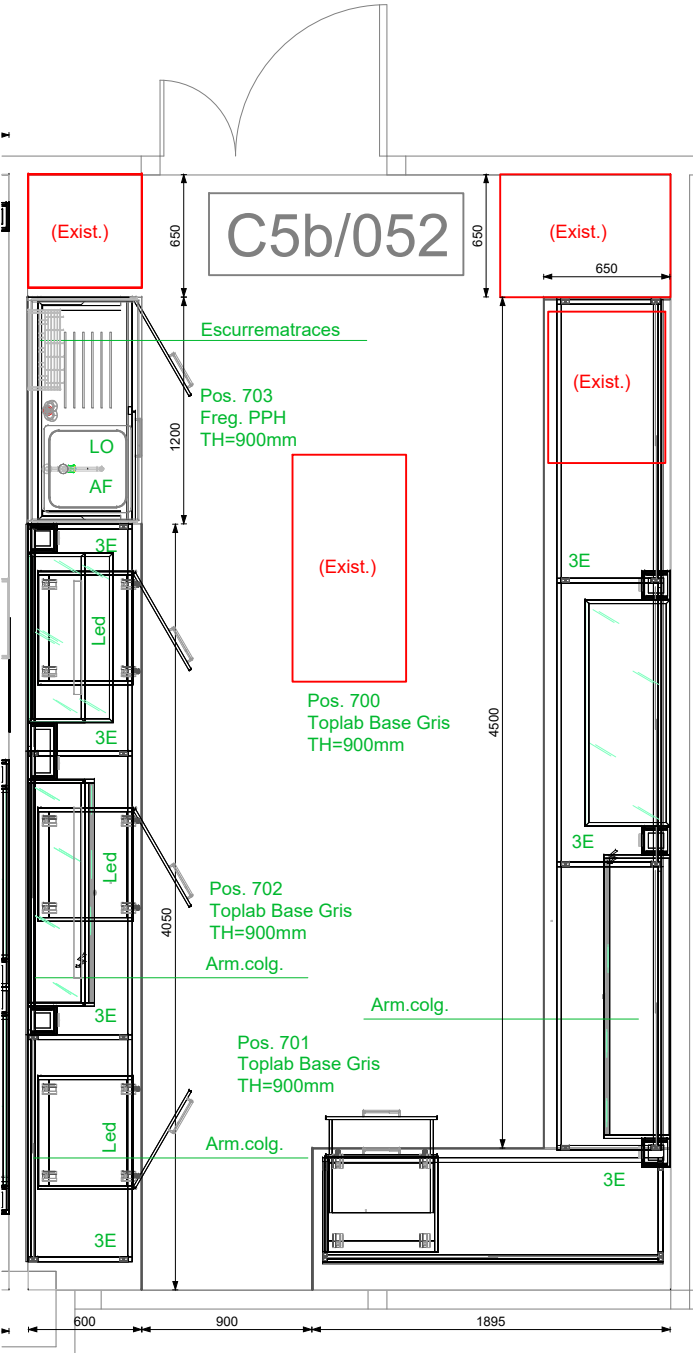 (Exist.)
650
C5b/052
650
(Exist.)
650
Escurrematraces
(Exist.)
Pos. 703
Freg. PPH
TH=900mm
1200
LO
AF
3E
(Exist.)
3E
Led
Pos. 700
Toplab Base Gris
TH=900mm
4500
3E
3E
Led
Pos. 702
Toplab Base Gris
TH=900mm
4050
Arm.colg.
Arm.colg.
3E
Pos. 701
Toplab Base Gris
TH=900mm
Led
Arm.colg.
3E
3E
600
900
1895